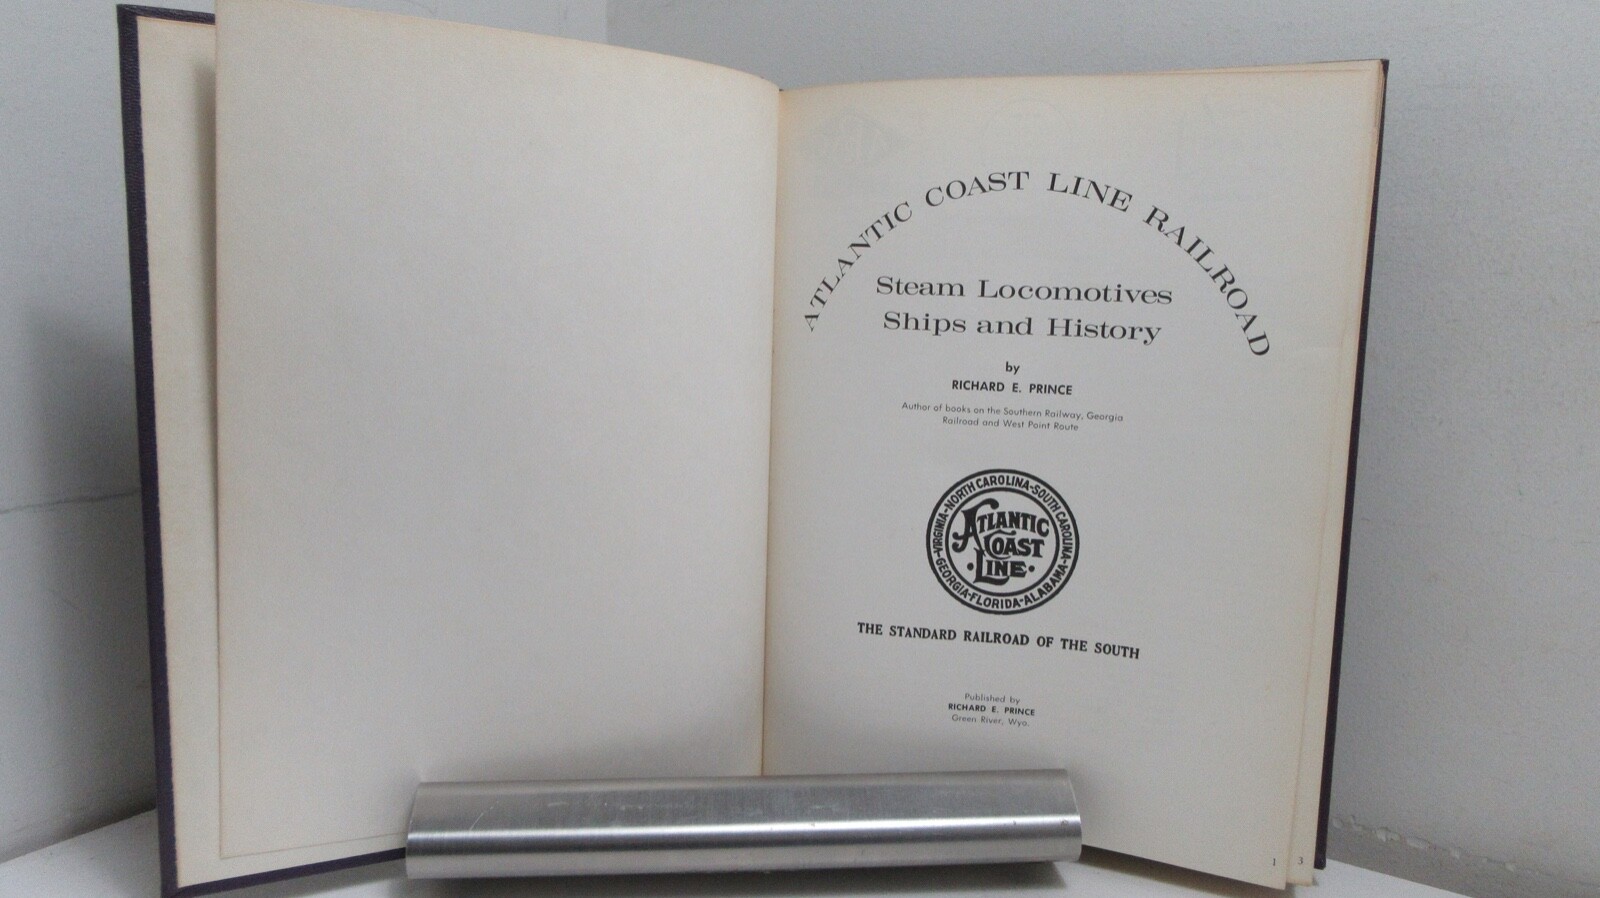 ATLANTIC COAST LINE RAILROAD
Steam Locomotives
Ships and History
by
RICHARD E. PRINCE
Author of books on the Southern Railway, Georgia
Railroad and West Point Route
VIRGINIA-NORTH CAROLINA-SOUTH CAROLINA-
GEORGIA-FLORIDA-ALABAMA-
ATLANTIC
COAST
·LINE·
THE STANDARD RAILROAD OF THE SOUTH
Published by
RICHARD E. PRINCE
Green River, Wyo.
1 3